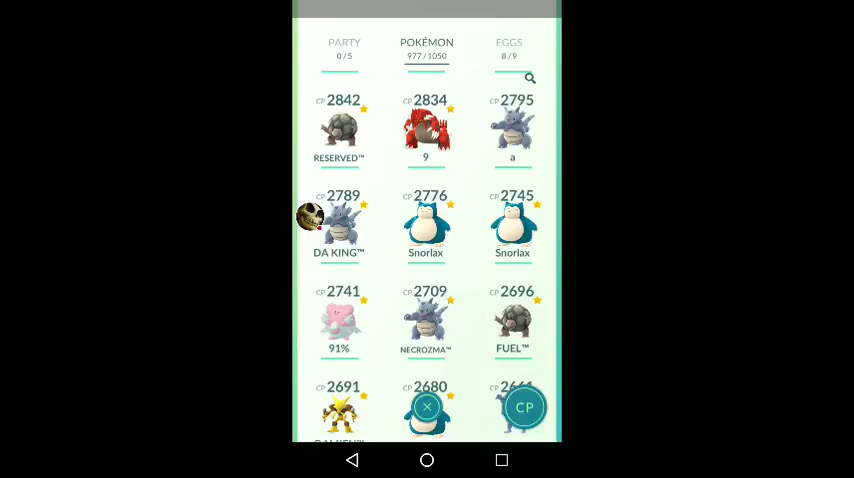 PARTY POKÉMON EGGS
0/5 977/1050 8/9
CP2842 CP2834 CP2795
RESERVED™ 9 a
CP2789 CP2776 CP2745
DA KING™ Snorlax Snorlax
CP2741 CP2709 CP2696
91% NECROZMA™ FUEL™
CP2691 CP2680 CP
CP